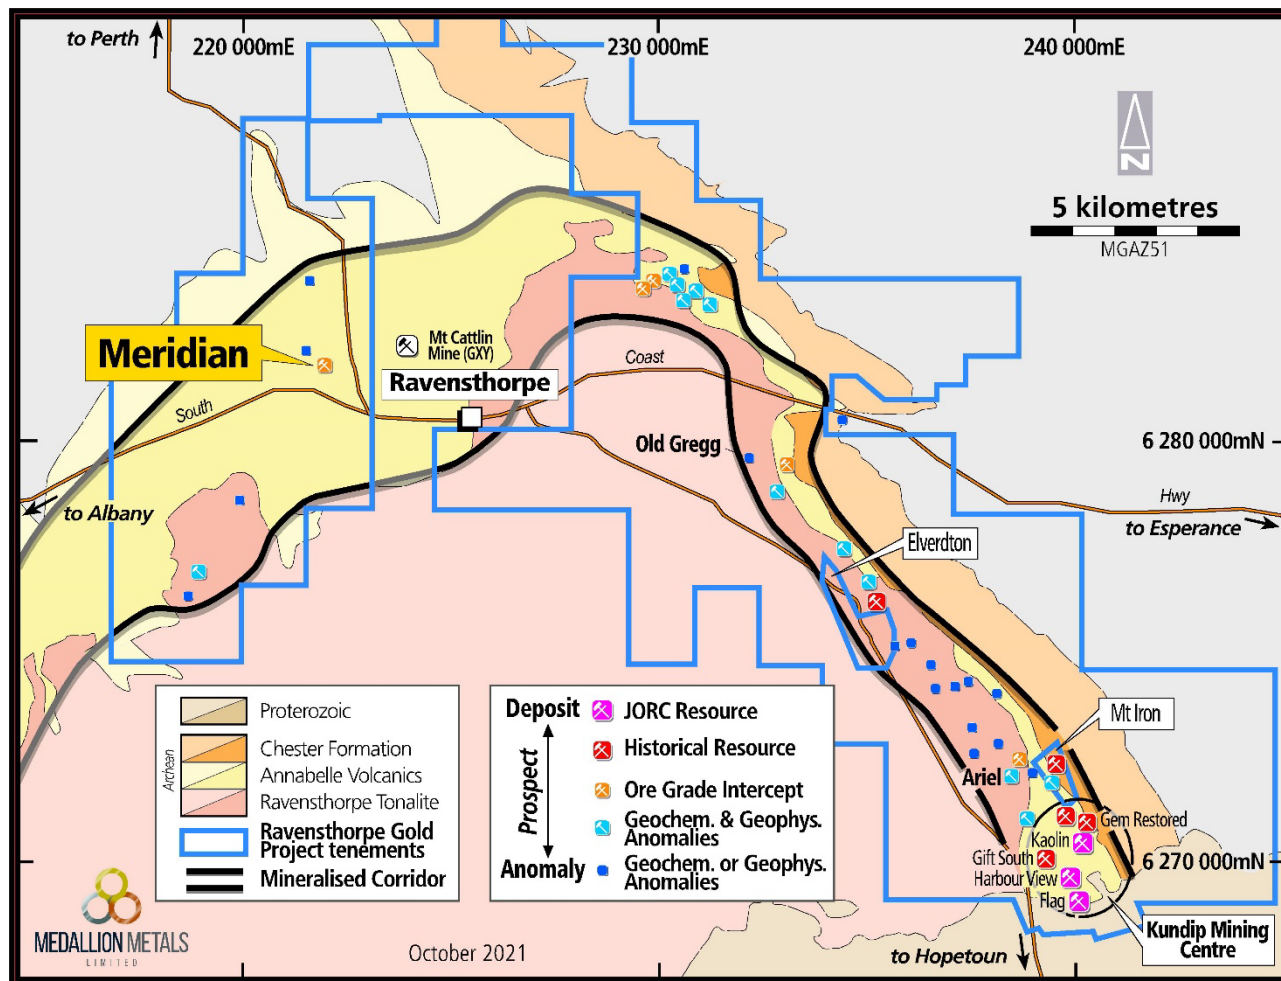 to Perth
220 000mE
230 000mE
240 000mE
N
5 kilometres
MGAZ51
Meridian
Mt Cattlin
Mine (GXY)
Ravensthorpe
Coast
South
Old Gregg
6 280 000mN
Hwy
to Albany
to Esperance
Elverdton
Mt Iron
Ariel
Gem Restored
Kaolin
Gift South
6 270 000mN
Harbour View
Flag
Kundip Mining
Centre
to Hopetoun
Proterozoic
Archean
Chester Formation
Annabelle Volcanics
Ravensthorpe Tonalite
Ravensthorpe Gold
Project tenements
Mineralised Corridor
Deposit
JORC Resource
Historical Resource
Prospect
Ore Grade Intercept
Geochem. & Geophys.
Anomalies
Anomaly
Geochem. or Geophys.
Anomalies
MEDALLION METALS
LIMITED
October 2021